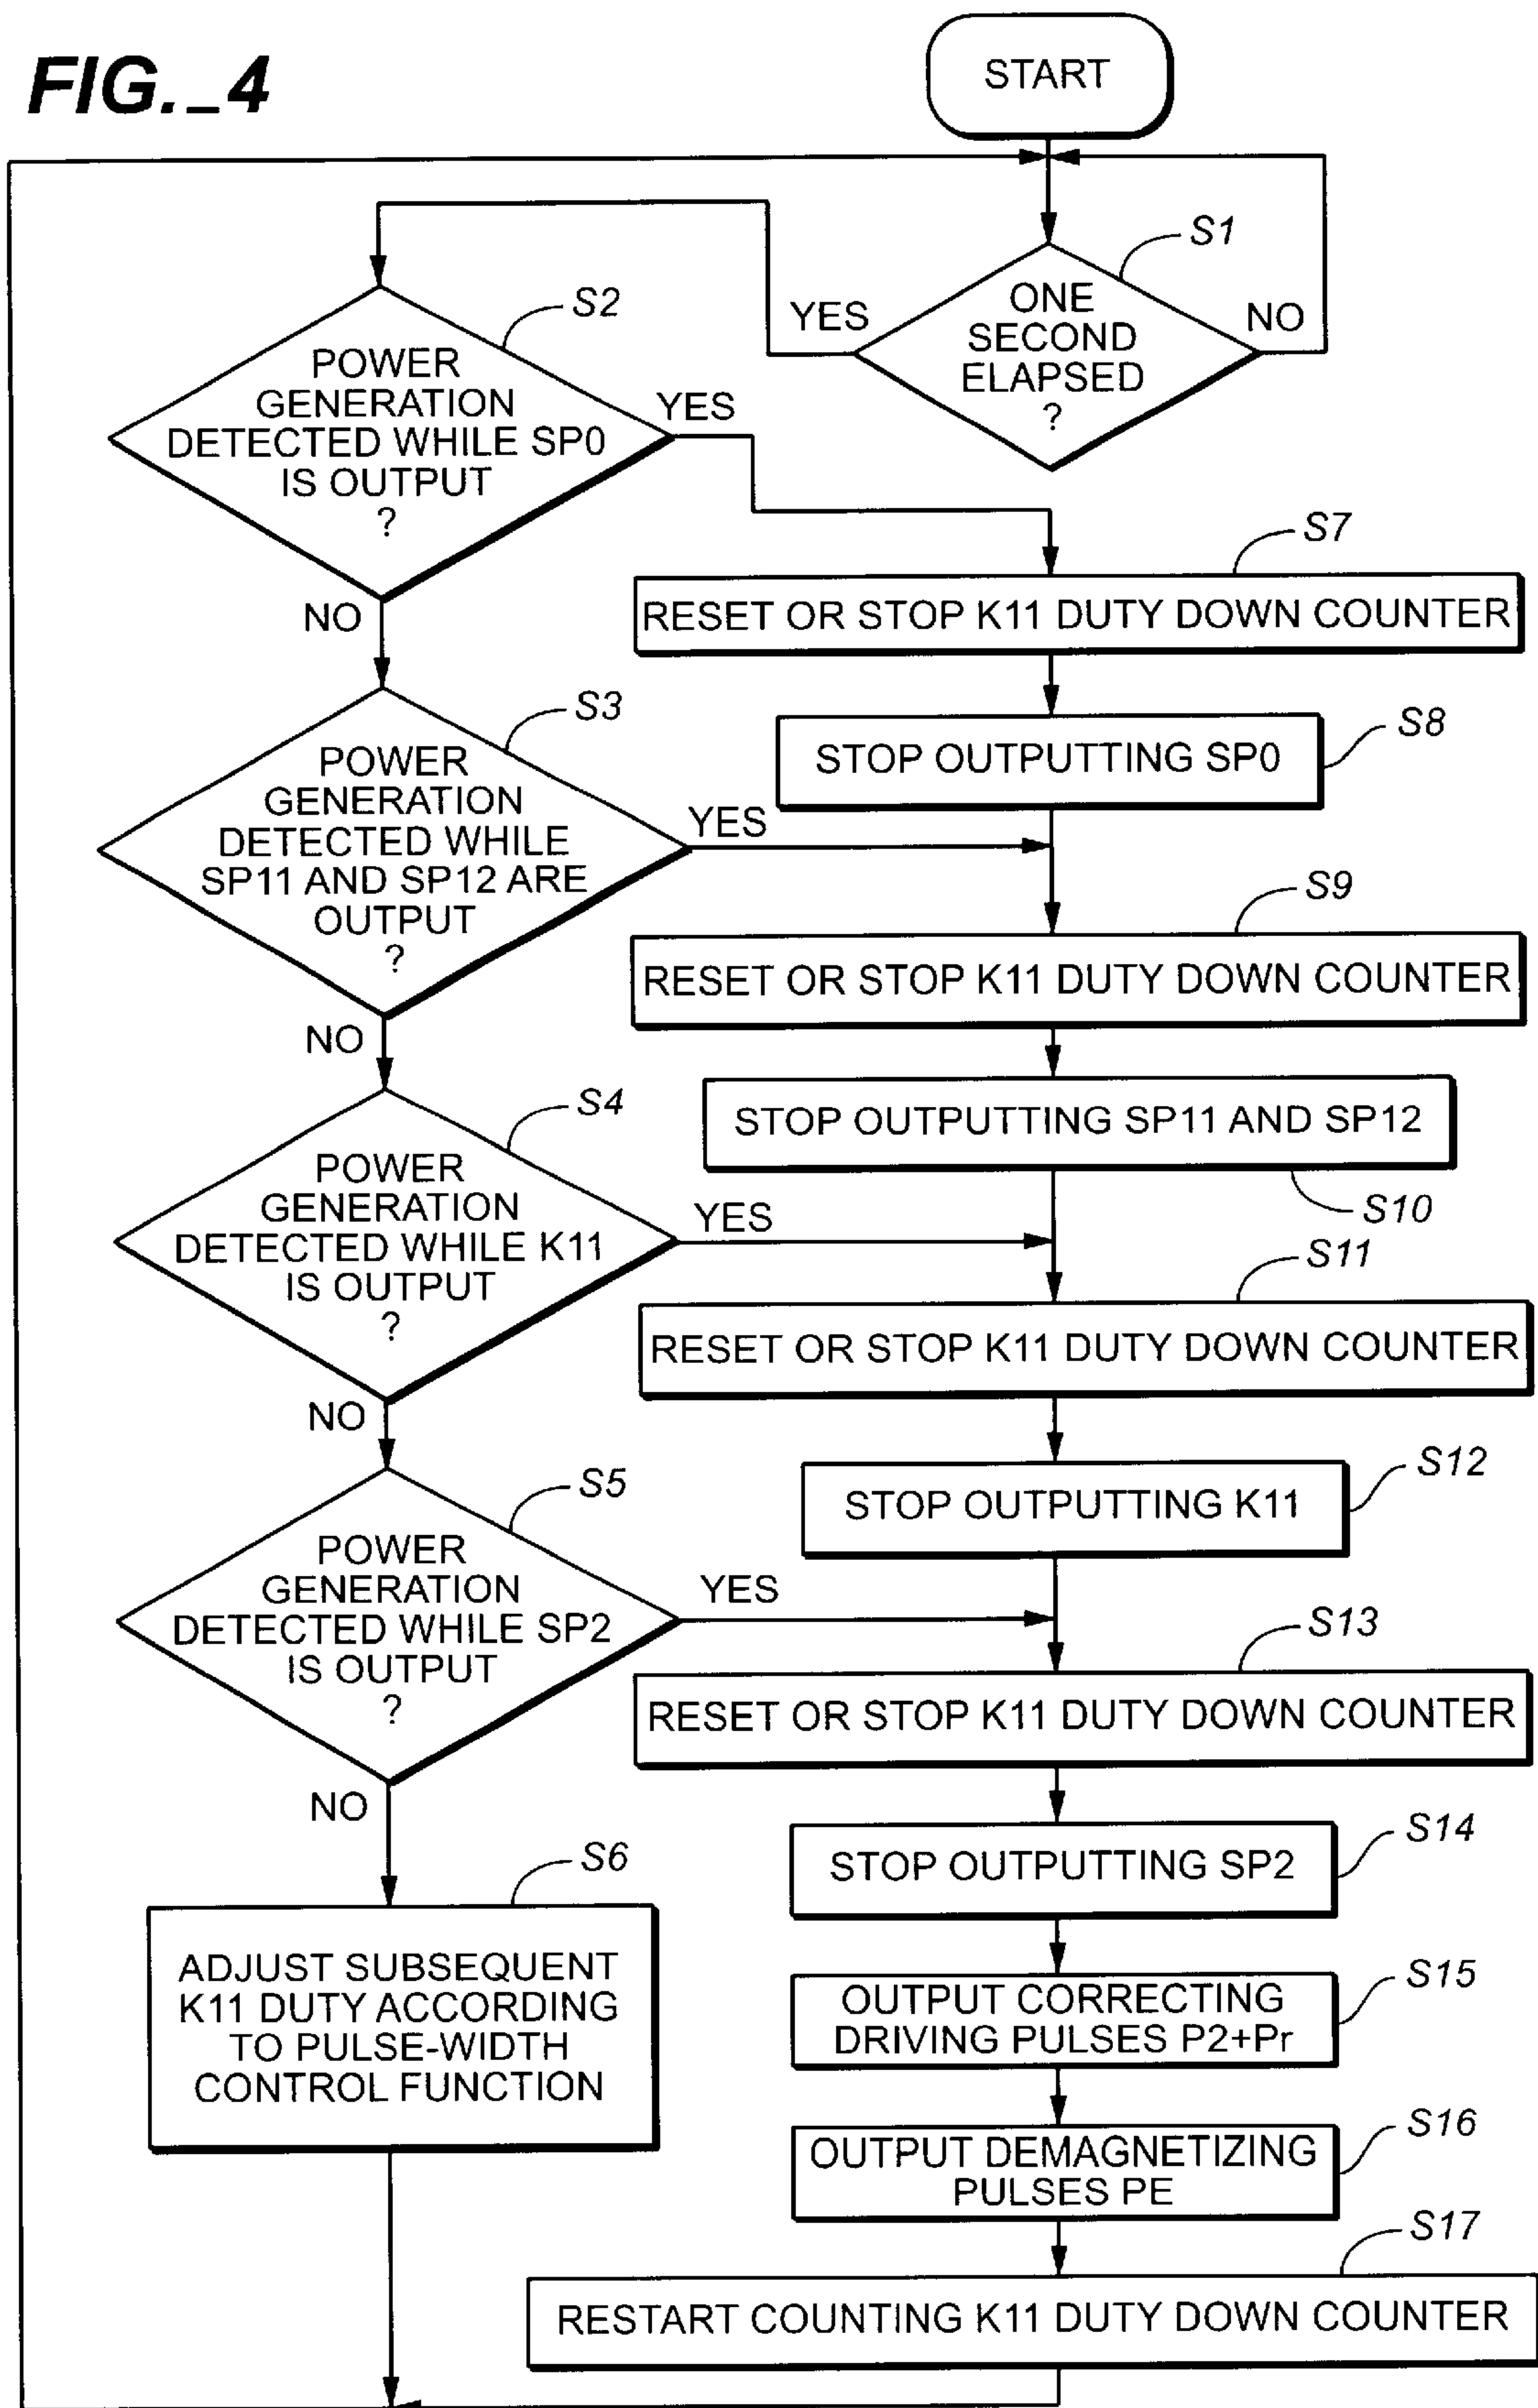 FIG._4
START
S1
ONE
SECOND
ELAPSED
?
YES
NO
S2
POWER
GENERATION
DETECTED WHILE SP0
IS OUTPUT
?
YES
NO
S7
RESET OR STOP K11 DUTY DOWN COUNTER
S3
POWER
GENERATION
DETECTED WHILE
SP11 AND SP12 ARE
OUTPUT
?
YES
NO
S8
STOP OUTPUTTING SP0
S9
RESET OR STOP K11 DUTY DOWN COUNTER
STOP OUTPUTTING SP11 AND SP12
S10
S4
POWER
GENERATION
DETECTED WHILE K11
IS OUTPUT
?
YES
NO
S11
RESET OR STOP K11 DUTY DOWN COUNTER
S12
STOP OUTPUTTING K11
S5
POWER
GENERATION
DETECTED WHILE SP2
IS OUTPUT
?
YES
NO
S13
RESET OR STOP K11 DUTY DOWN COUNTER
S14
STOP OUTPUTTING SP2
S6
ADJUST SUBSEQUENT
K11 DUTY ACCORDING
TO PULSE-WIDTH
CONTROL FUNCTION
S15
OUTPUT CORRECTING
DRIVING PULSES P2+Pr
S16
OUTPUT DEMAGNETIZING
PULSES PE
S17
RESTART COUNTING K11 DUTY DOWN COUNTER